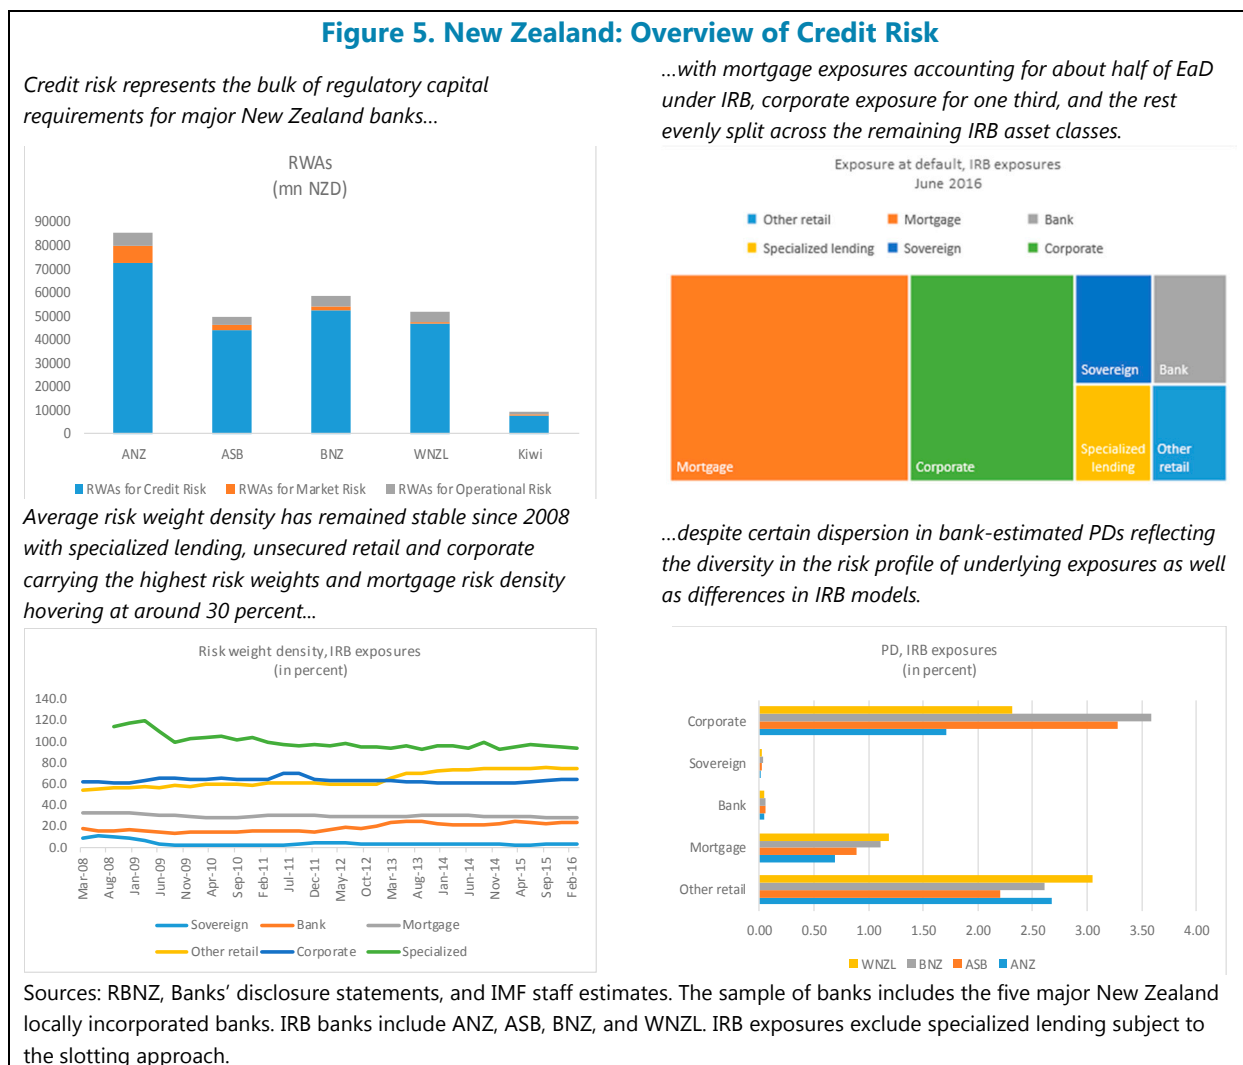 Figure 5. New Zealand: Overview of Credit Risk
Credit risk represents the bulk of regulatory capital
requirements for major New Zealand banks...
RWAs
(mn NZD)
90000
80000
70000
60000
50000
40000
30000
20000
10000
0
ANZ ASB BNZ WNZL Kiwi
RWAs for Credit Risk RWAs for Market Risk RWAs for Operational Risk
...with mortgage exposures accounting for about half of EaD
under IRB, corporate exposure for one third, and the rest
evenly split across the remaining IRB asset classes.
Exposure at default, IRB exposures
June 2016
Other retail Mortgage Bank
Specialized lending Sovereign Corporate
Sovereign Bank
Mortgage Corporate
Specialized
lending
Other
retail
Average risk weight density has remained stable since 2008
with specialized lending, unsecured retail and corporate
carrying the highest risk weights and mortgage risk density
hovering at around 30 percent...
Risk weight density, IRB exposures
(in percent)
140.0
120.0
100.0
80.0
60.0
40.0
20.0
0.0
Mar-08 Aug-08 Jan-09 Jun-09 Nov-09 Apr-10 Sep-10 Feb-11 Jul-11 Dec-11 May-12 Oct-12 Mar-13 Aug-13 Jan-14 Jun-14 Nov-14 Apr-15 Sep-15 Feb-16
Sovereign Bank Mortgage
Other retail Corporate Specialized
...despite certain dispersion in bank-estimated PDs reflecting
the diversity in the risk profile of underlying exposures as well
as differences in IRB models.
PD, IRB exposures
(in percent)
Corporate
Sovereign
Bank
Mortgage
Other retail
0.00 0.50 1.00 1.50 2.00 2.50 3.00 3.50 4.00
WNZL BNZ ASB ANZ
Sources: RBNZ, Banks’ disclosure statements, and IMF staff estimates. The sample of banks includes the five major New Zealand
locally incorporated banks. IRB banks include ANZ, ASB, BNZ, and WNZL. IRB exposures exclude specialized lending subject to
the slotting approach.